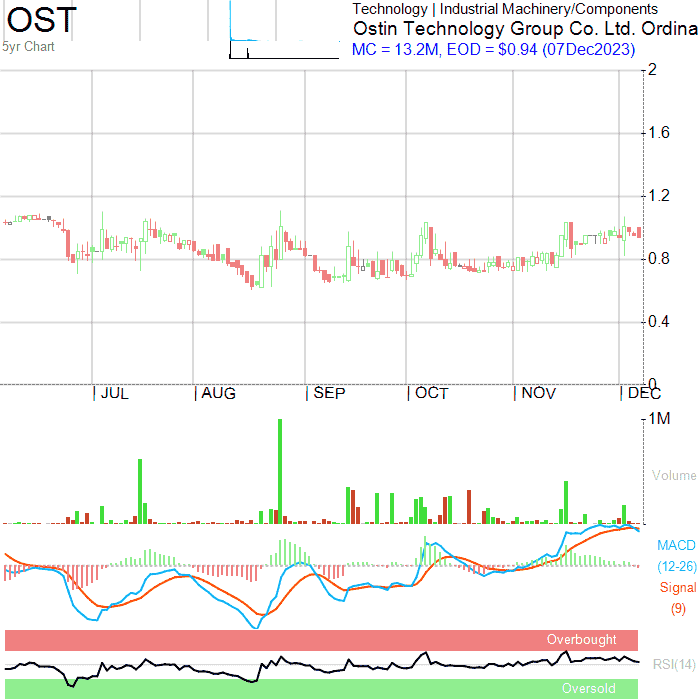 OST
5yr Chart
Technology | Industrial Machinery/Components
Ostin Technology Group Co. Ltd. Ordina
MC = 13.2M, EOD = $0.94 (07Dec2023)
2
1.6
1.2
0.8
0.4
0
JUL AUG SEP OCT NOV DEC
1M
Volume
MACD
(12-26)
Signal
(9)
Overbought
RSI(14)
Oversold